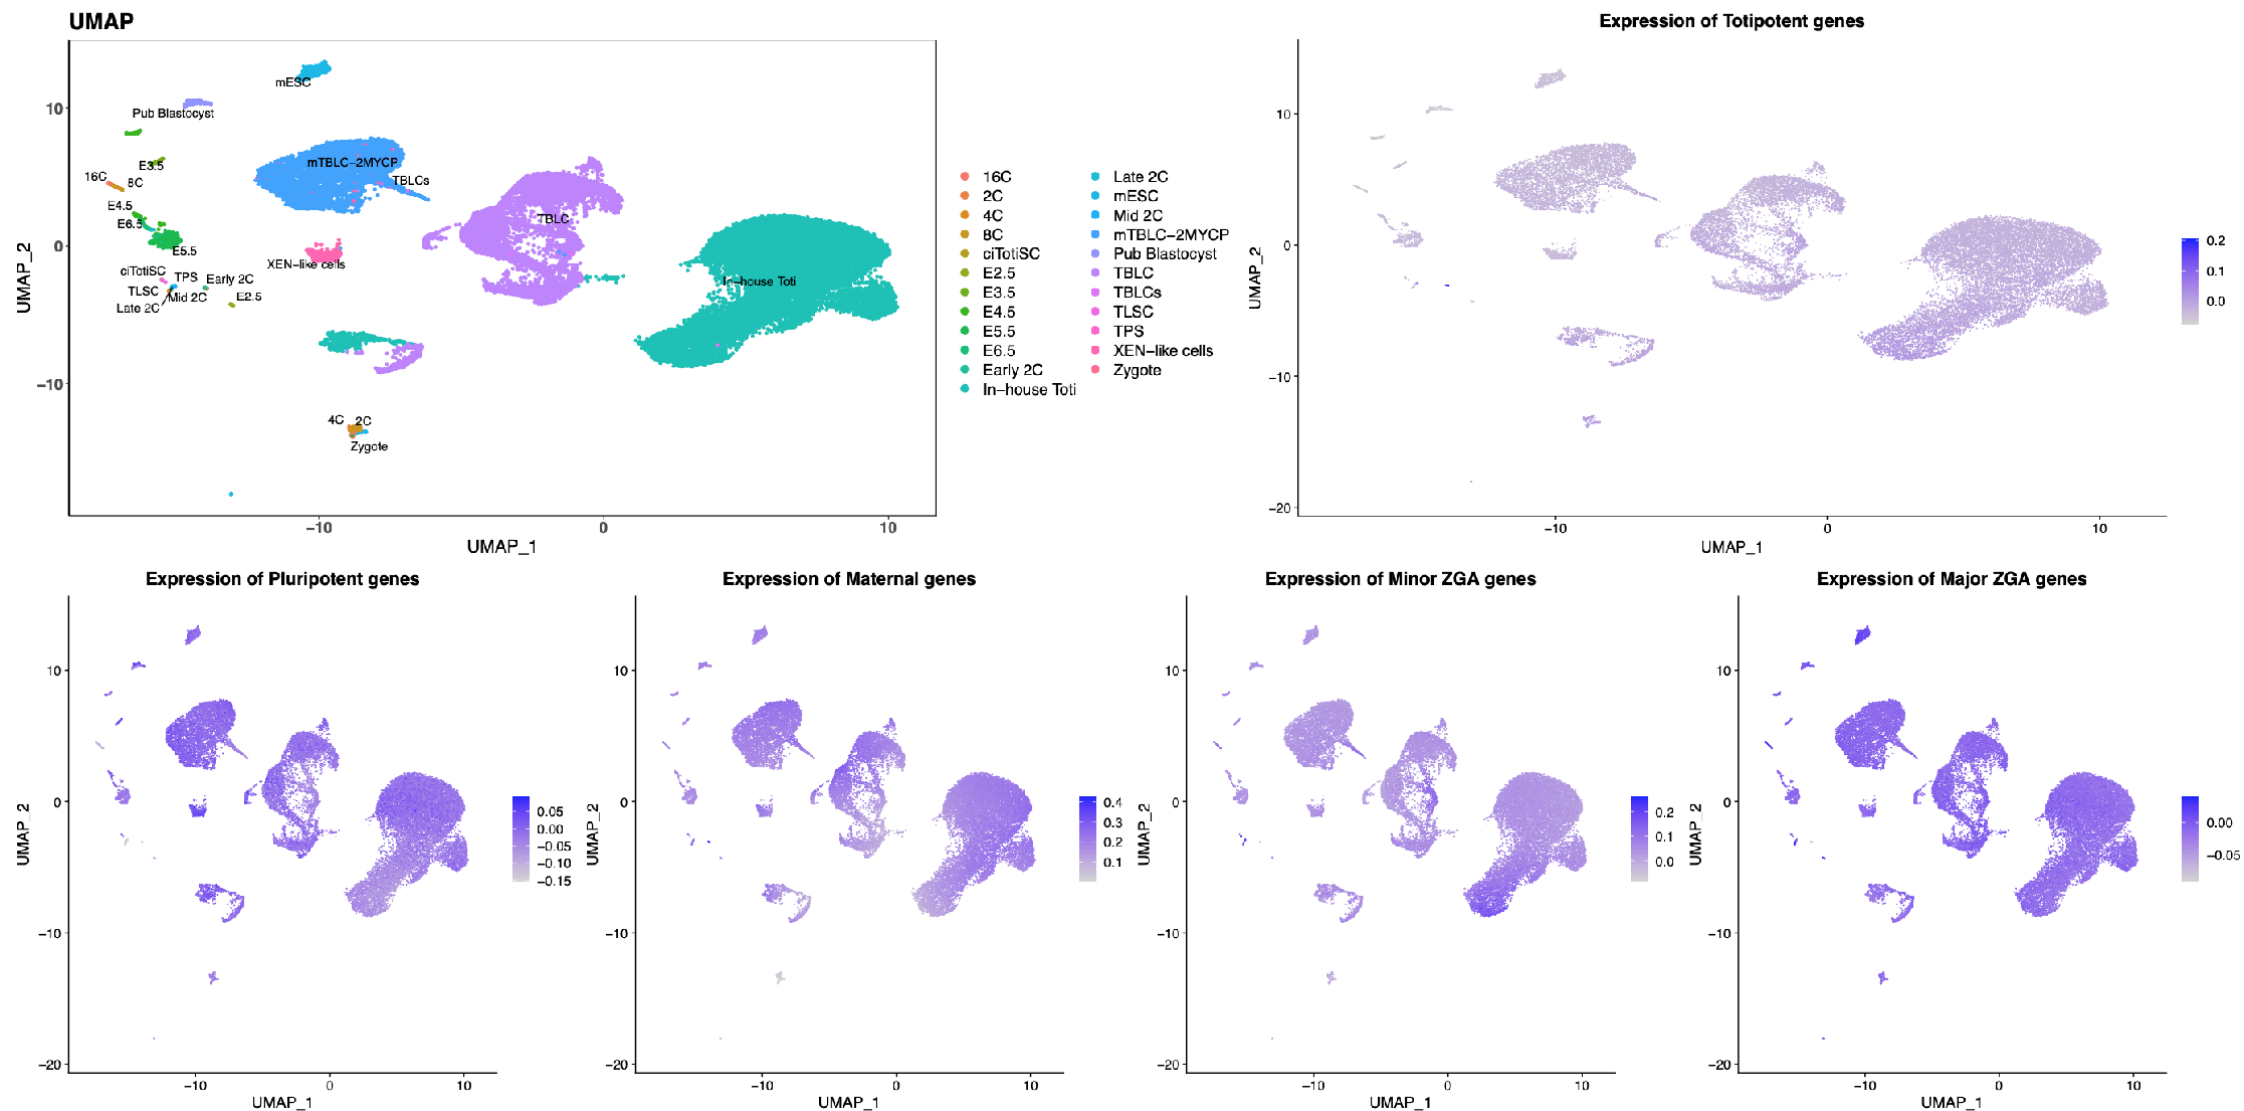 UMAP
Expression of Totipotent genes
mESC
Pub Blastocyst
E3.5
16C
8C
E4.5
E6.5
E5.5
mTBLC−2MYCP
TBLCs
TBLC
XEN−like cells
ciTotiSC
TPS
Early 2C
TLSC
Mid 2C
E2.5
Late 2C
In−house Toti
4C
2C
Zygote
10
0
−10
UMAP_2
−10
0
10
UMAP_1
16C
2C
4C
8C
ciTotiSC
E2.5
E3.5
E4.5
E5.5
E6.5
Early 2C
In−house Toti
Late 2C
mESC
Mid 2C
mTBLC−2MYCP
Pub Blastocyst
TBLC
TBLCs
TLSC
TPS
XEN−like cells
Zygote
10
0
−10
−20
UMAP_2
−10
0
10
UMAP_1
0.2
0.1
0.0
Expression of Pluripotent genes
10
0
−10
−20
UMAP_2
−10
0
10
UMAP_1
0.05
0.00
−0.05
−0.10
−0.15
Expression of Maternal genes
10
0
−10
−20
UMAP_2
−10
0
10
UMAP_1
0.4
0.3
0.2
0.1
Expression of Minor ZGA genes
10
0
−10
−20
UMAP_2
−10
0
10
UMAP_1
0.2
0.1
0.0
Expression of Major ZGA genes
10
0
−10
−20
UMAP_2
−10
0
10
UMAP_1
0.00
−0.05